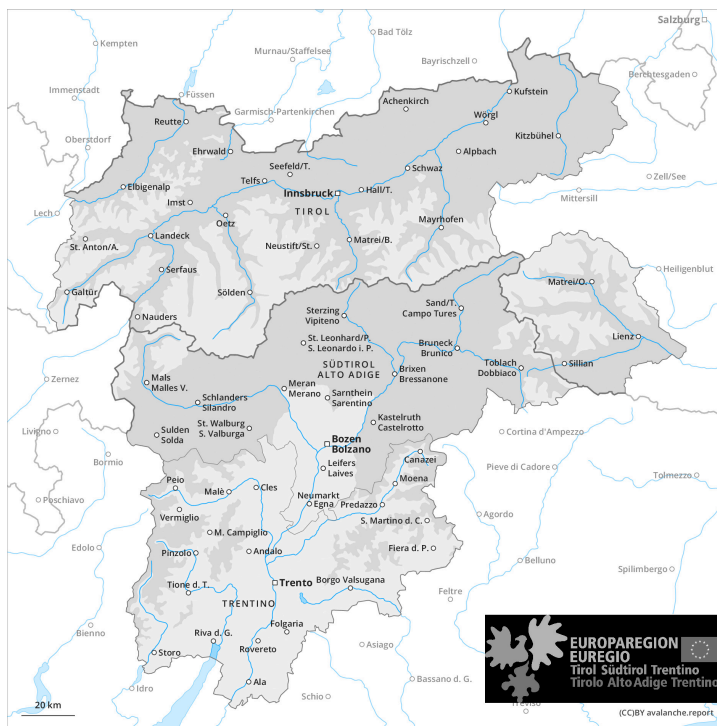 Salzburg
Kempten
Bad Tölz
Murnau/Staffelsee
Bayrischzell
Berchtesgaden
Immenstadt
Füssen
Achenkirch
Kufstein
Garmisch-Partenkirchen
Reutte
Wörgl
Oberstdorf
Kitzbühel
Ehrwald
Alpbach
Seefeld/T.
Schwaz
Telfs
Zell/See
Elbigenalp
Innsbruck
Hall/T.
Mittersill
Imst
TIROL
Lech
Oetz
Mayrhofen
Landeck
St. Anton/A.
Neustift/St.
Matrei/B.
Serfaus
Heiligenblut
Matrei/O.
Galtür
Sölden
Nauders
Sand/T.
Campo Tures
Sterzing
Vipiteno
Lienz
St. Leonhard/P.
S. Leonardo i. P.
Bruneck
Brunico
SÜDTIROL
ALTO ADIGE
Toblach
Dobbiaco
Sillian
Brixen
Bressanone
Zernez
Mals
Malles V.
Meran
Merano
Schlanders
Silandro
Sarnthein
Sarentino
Kastelruth
Castelrotto
St. Walburg
S. Valburga
Sulden
Solda
Livigno
Cortina d'Ampezzo
Bozen
Bolzano
Bormio
Canazei
Leifers
Laives
Pieve di Cadore
Tolmezzo
Peio
Moena
Malè
Cles
Neumarkt
Egna
Predazzo
Poschiavo
Vermiglio
S. Martino d. C.
Agordo
M. Campiglio
Edolo
Pinzolo
Andalo
Fiera d. P.
Belluno
Spilimbergo
Tione d. T.
Trento
Borgo Valsugana
Feltre
TRENTINO
Folgaria
Bienno
Riva d. G.
Rovereto
Asiago
Storo
Bassano d. G.
Idro
Ala
Schio
Treviso
EUROPAREGION
EUREGIO
Tirol Südtirol Trentino
Tirolo Alto Adige Trentino
20 km
(CC)BY avalanche.report